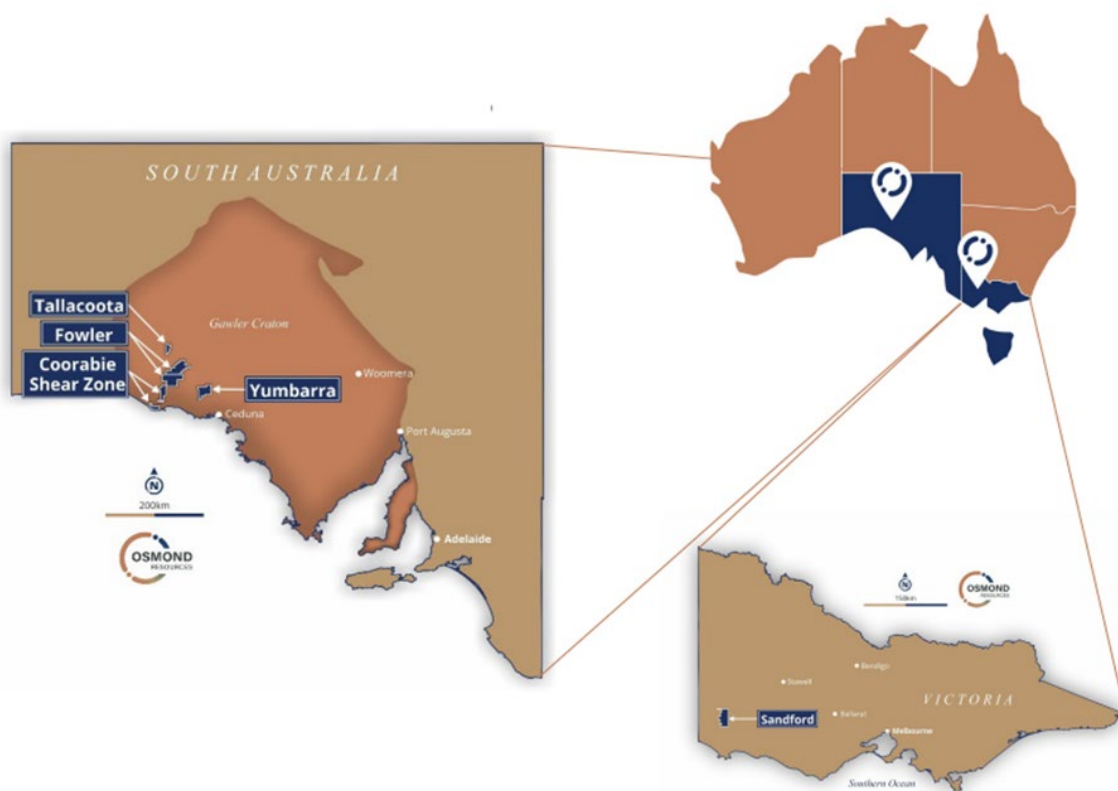 SOUTH AUSTRALIA
Tallacoota
Gawler Craton
Fowler
Coorabie
Shear Zone
Woomera
Yumbarra
Ceduna
Port Augusta
N
200km
OSMOND
RESOURCES
Adelaide
N
150km
OSMOND
RESOURCES
Bendigo
Stawell
VICTORIA
Sandford
Ballarat
Melbourne
Southern Ocean